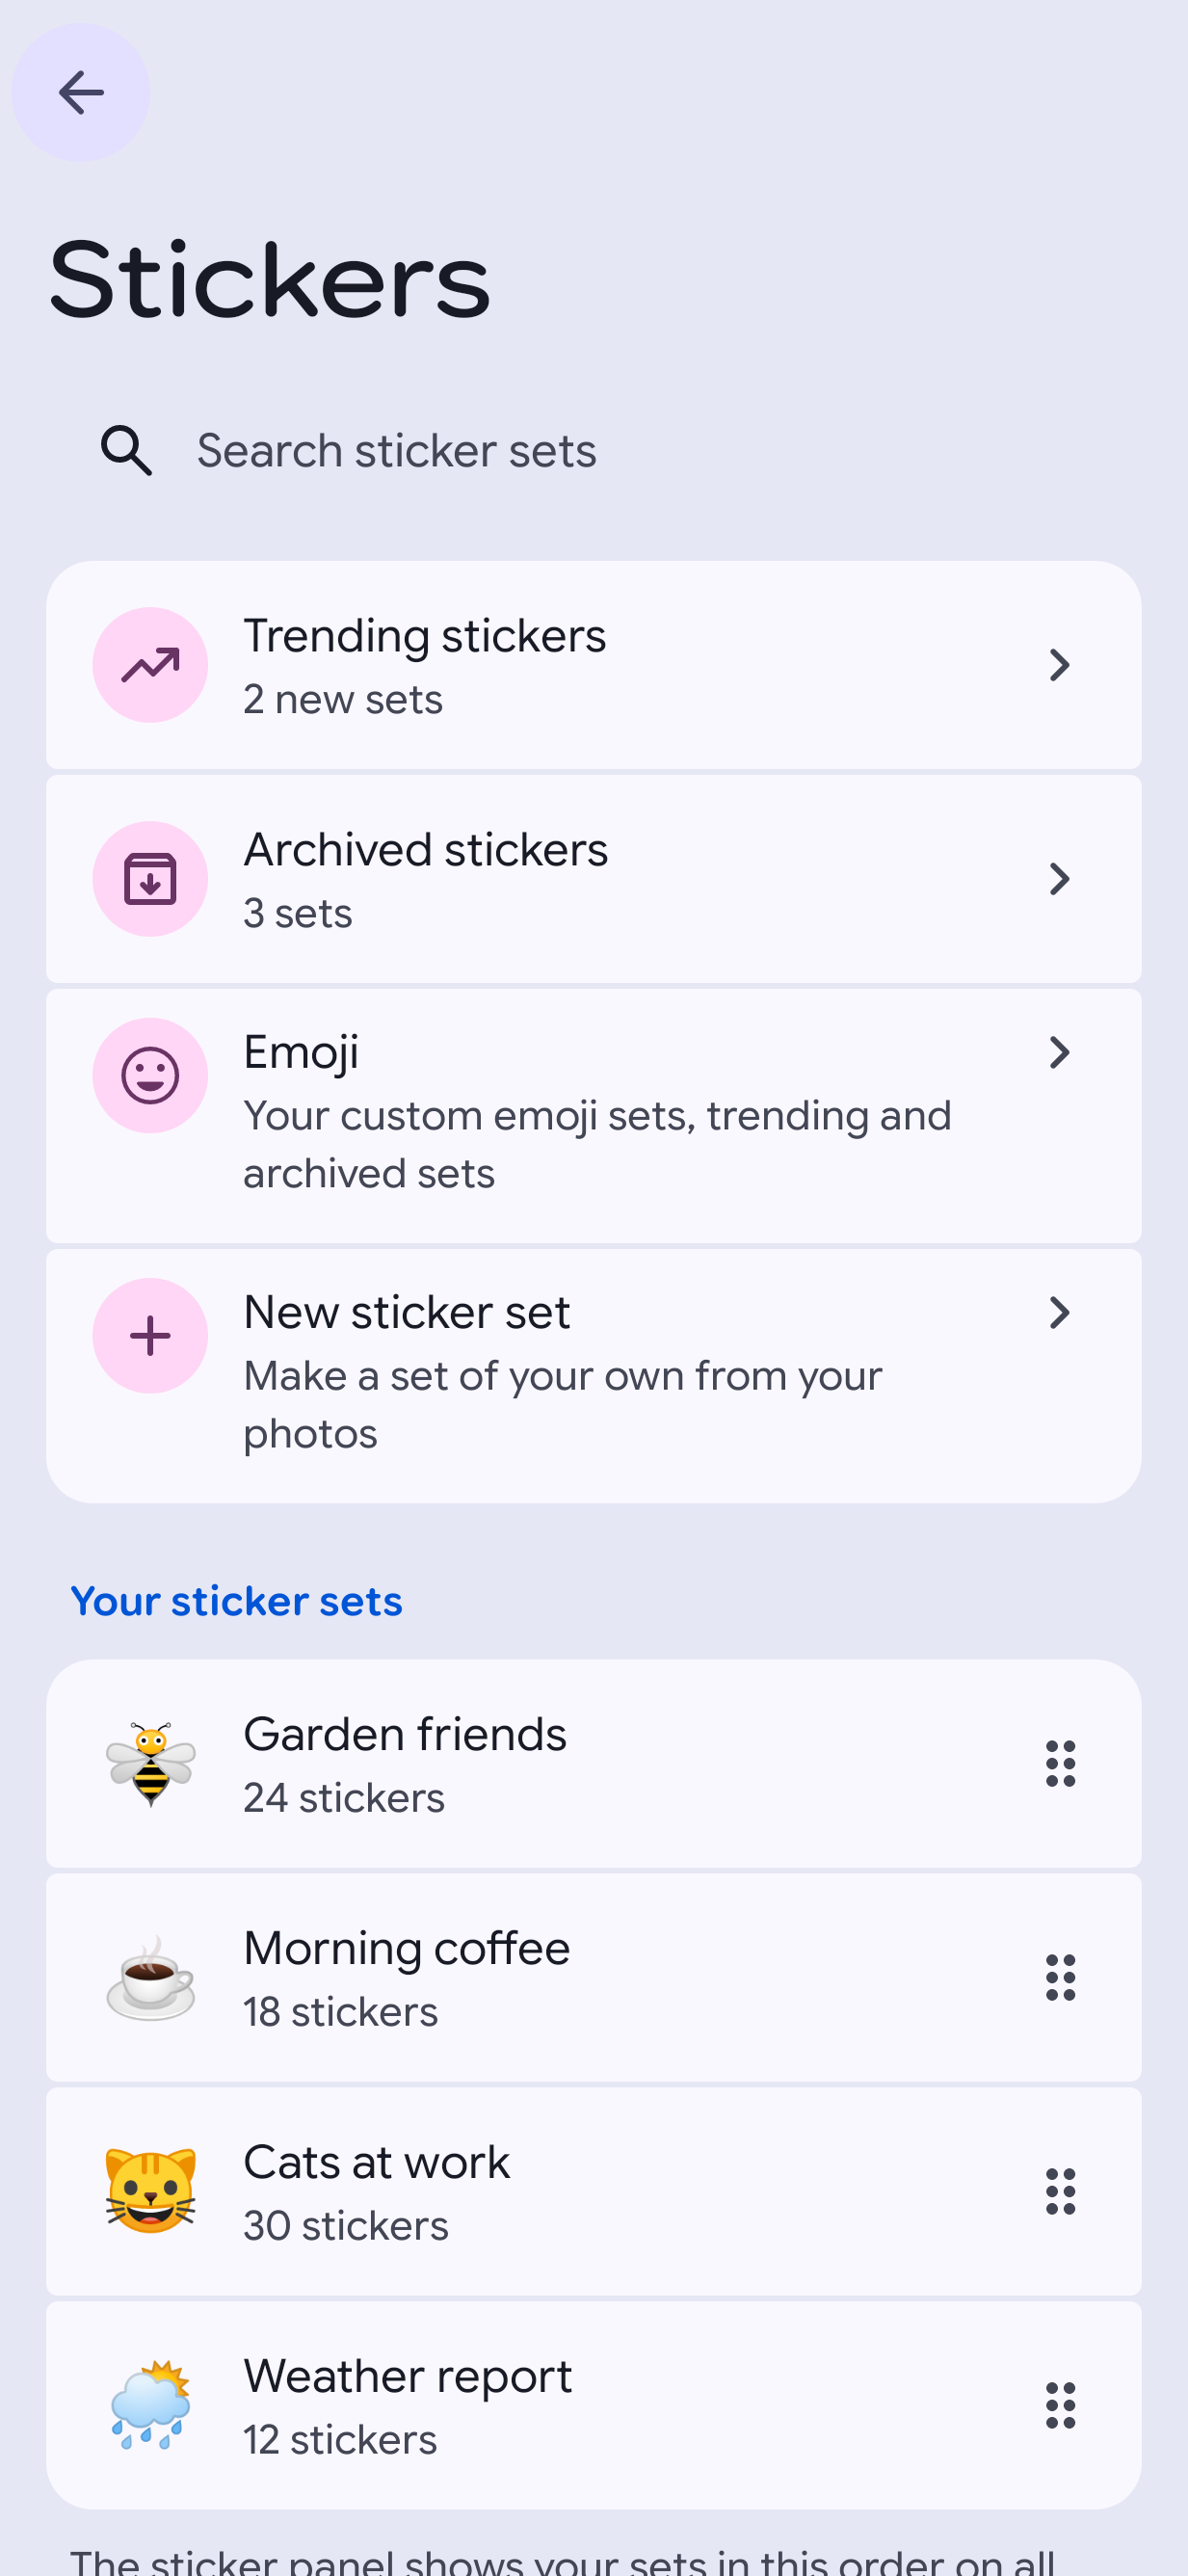 Stickers
Search sticker sets
Trending stickers
2 new sets
Archived stickers
3 sets
Emoji
Your custom emoji sets, trending and
archived sets
New sticker set
Make a set of your own from your
photos
Your sticker sets
Garden friends
24 stickers
Morning coffee
18 stickers
Cats at work
30 stickers
Weather report
12 stickers
The sticker panel shows your sets in this order on all